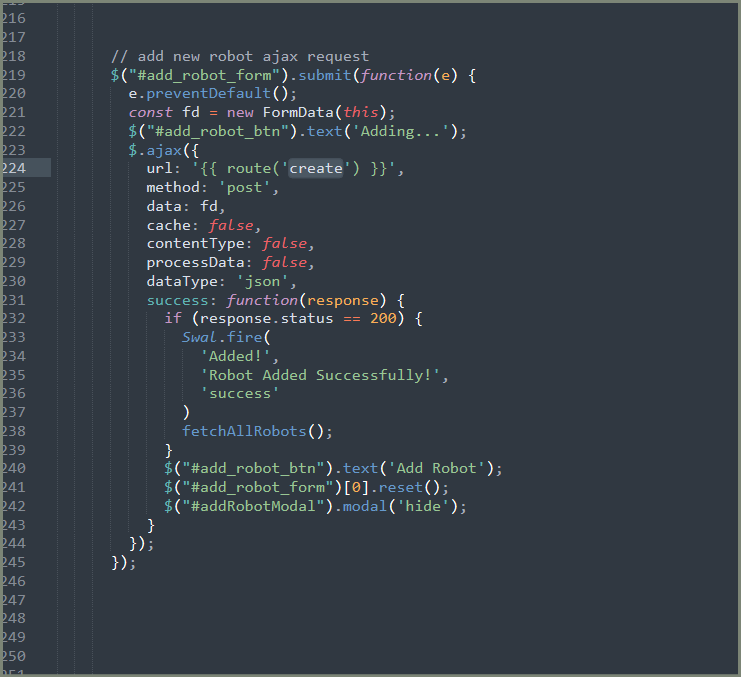 216
217
218 // add new robot ajax request
219 $("#add_robot_form").submit(function(e) {
220 e.preventDefault();
221 const fd = new FormData(this);
222 $("#add_robot_btn").text('Adding...');
223 $.ajax({
224 url: '{{ route('create') }}',
225 method: 'post',
226 data: fd,
227 cache: false,
228 contentType: false,
229 processData: false,
230 dataType: 'json',
231 success: function(response) {
232 if (response.status == 200) {
233 Swal.fire(
234 'Added!',
235 'Robot Added Successfully!',
236 'success'
237 )
238 fetchAllRobots();
239 }
240 $("#add_robot_btn").text('Add Robot');
241 $("#add_robot_form")[0].reset();
242 $("#addRobotModal").modal('hide');
243 }
244 });
245 });
246
247
248
249
250